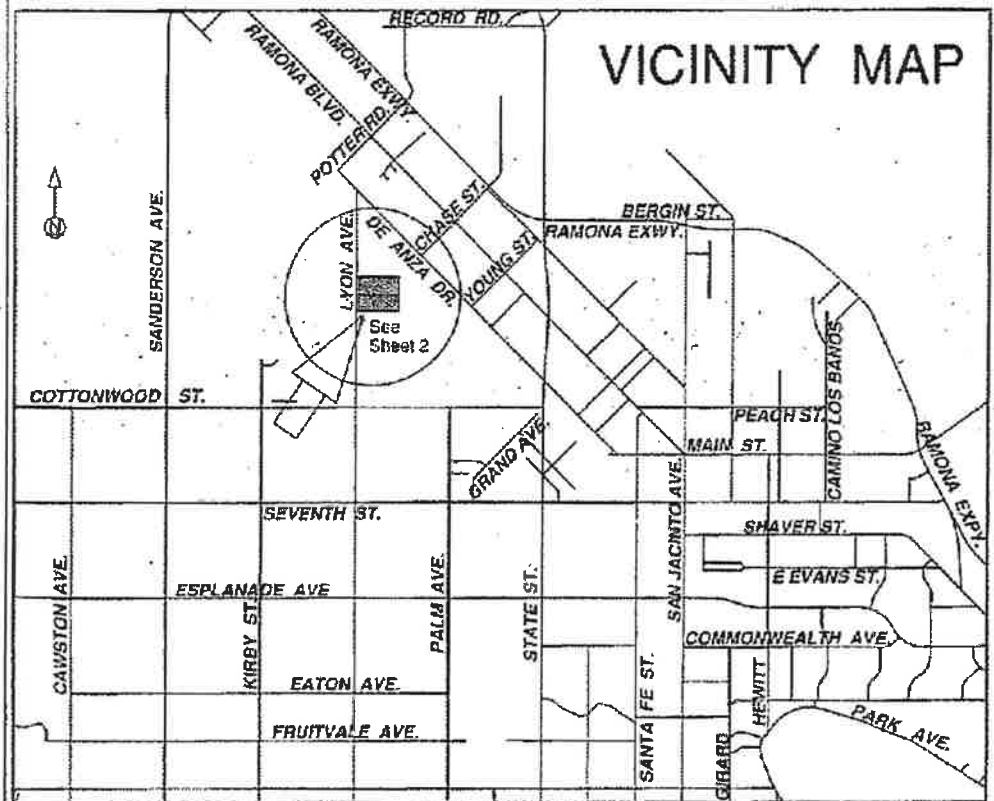 RECORD RD.
VICINITY MAP
RAMONA EXWY.
RAMONA BLVD.
POTTER RD.
SANDERSON AVE.
N
LYON AVE.
DE ANZA DR.
CHASE ST.
YOUNG ST.
BERGIN ST.
RAMONA EXWY.
See
Sheet 2
COTTONWOOD ST.
GRAND AVE.
PEACH ST.
MAIN ST.
CAMINO LOS BANOS
RAMONA EXPY.
SEVENTH ST.
SAN JACINTO AVE.
SHAVER ST.
E EVANS ST.
CAWSTON AVE.
ESPLANADE AVE
KIRBY ST.
PALM AVE.
STATE ST.
COMMONWEALTH AVE.
EATON AVE.
FRUITVALE AVE.
SANTA FE ST.
GIRARD
HEWITT
PARK AVE.